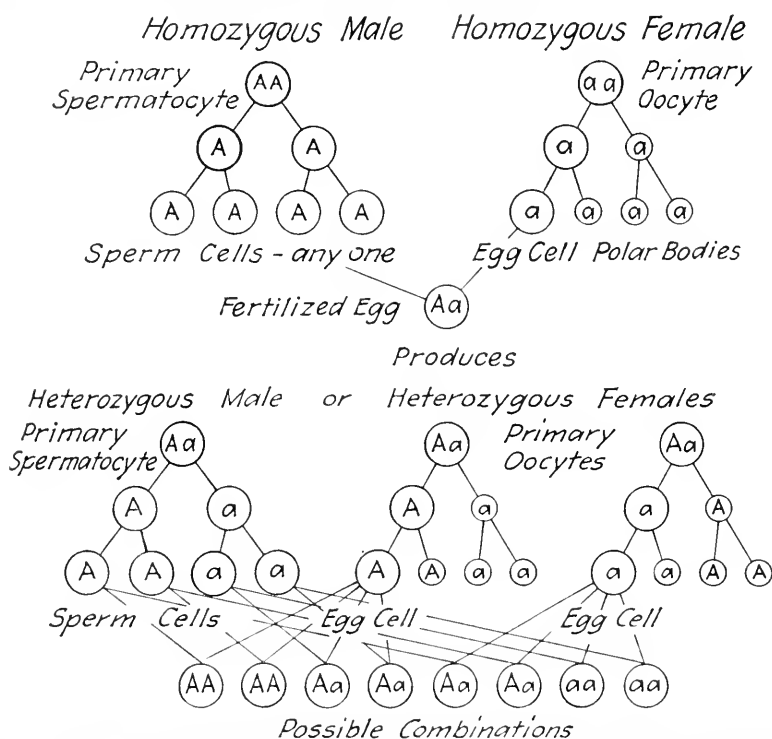 Homozygous Male Homozygous Female
Primary Spermatocyte AA aa Primary Oocyte
A A a a
A A A A a a a a
Sperm Cells - any one Egg Cell Polar Bodies
Fertilized Egg Aa
Produces
Heterozygous Male or Heterozygous Females
Primary Spermatocyte Aa Aa Primary Oocytes Aa
A a A a a A
A A a a A A a a a a A A
Sperm Cells Egg Cell Egg Cell
AA AA Aa Aa Aa Aa aa aa
Possible Combinations